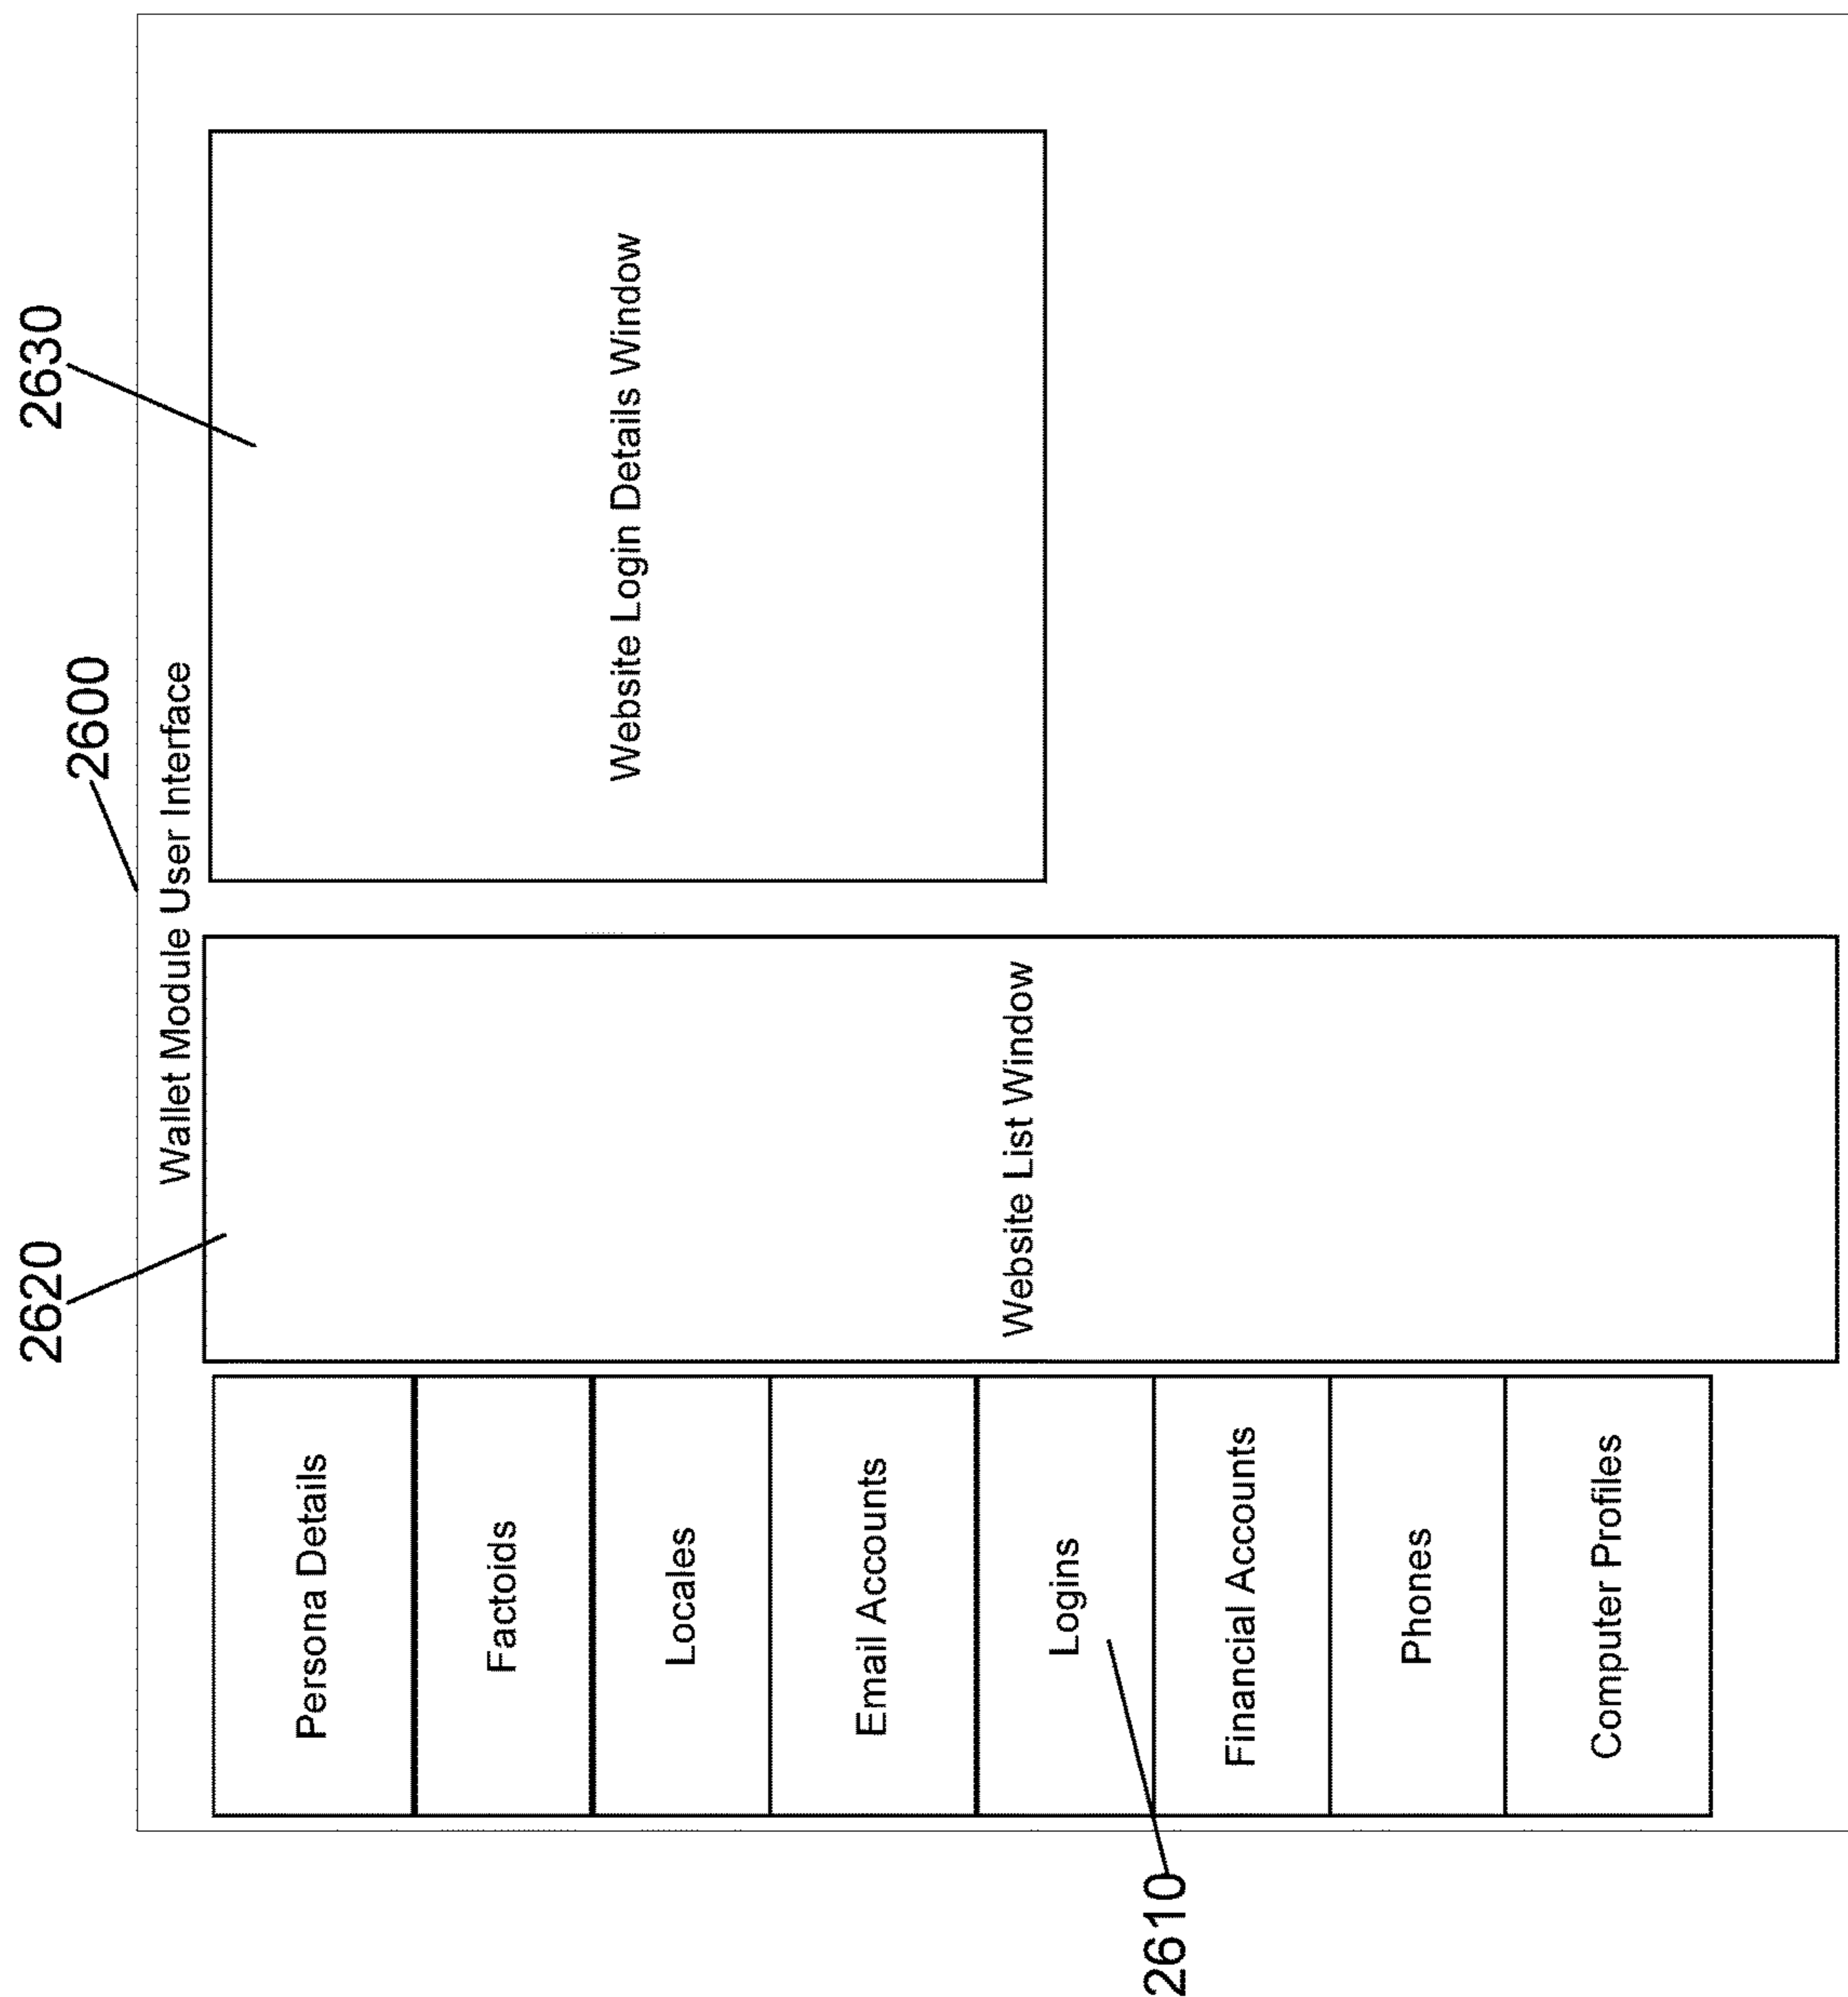 2620
2600
2630
Wallet Module User Interface
Persona Details
Factoids
Locales
Email Accounts
Logins
Financial Accounts
Phones
Computer Profiles
Website List Window
Website Login Details Window
2610